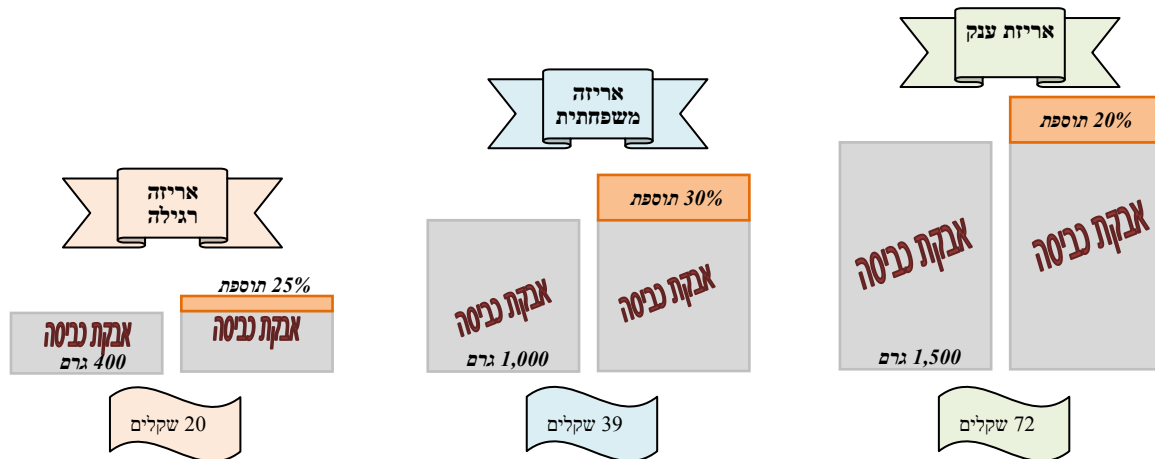 אריזת ענק
20% תוספת
אבקת כביסה
אבקת כביסה
1,500 גרם
72 שקלים
אריזה
משפחתית
30% תוספת
אבקת כביסה
אבקת כביסה
1,000 גרם
39 שקלים
אריזה
רגילה
25% תוספת
אבקת כביסה
אבקת כביסה
400 גרם
20 שקלים